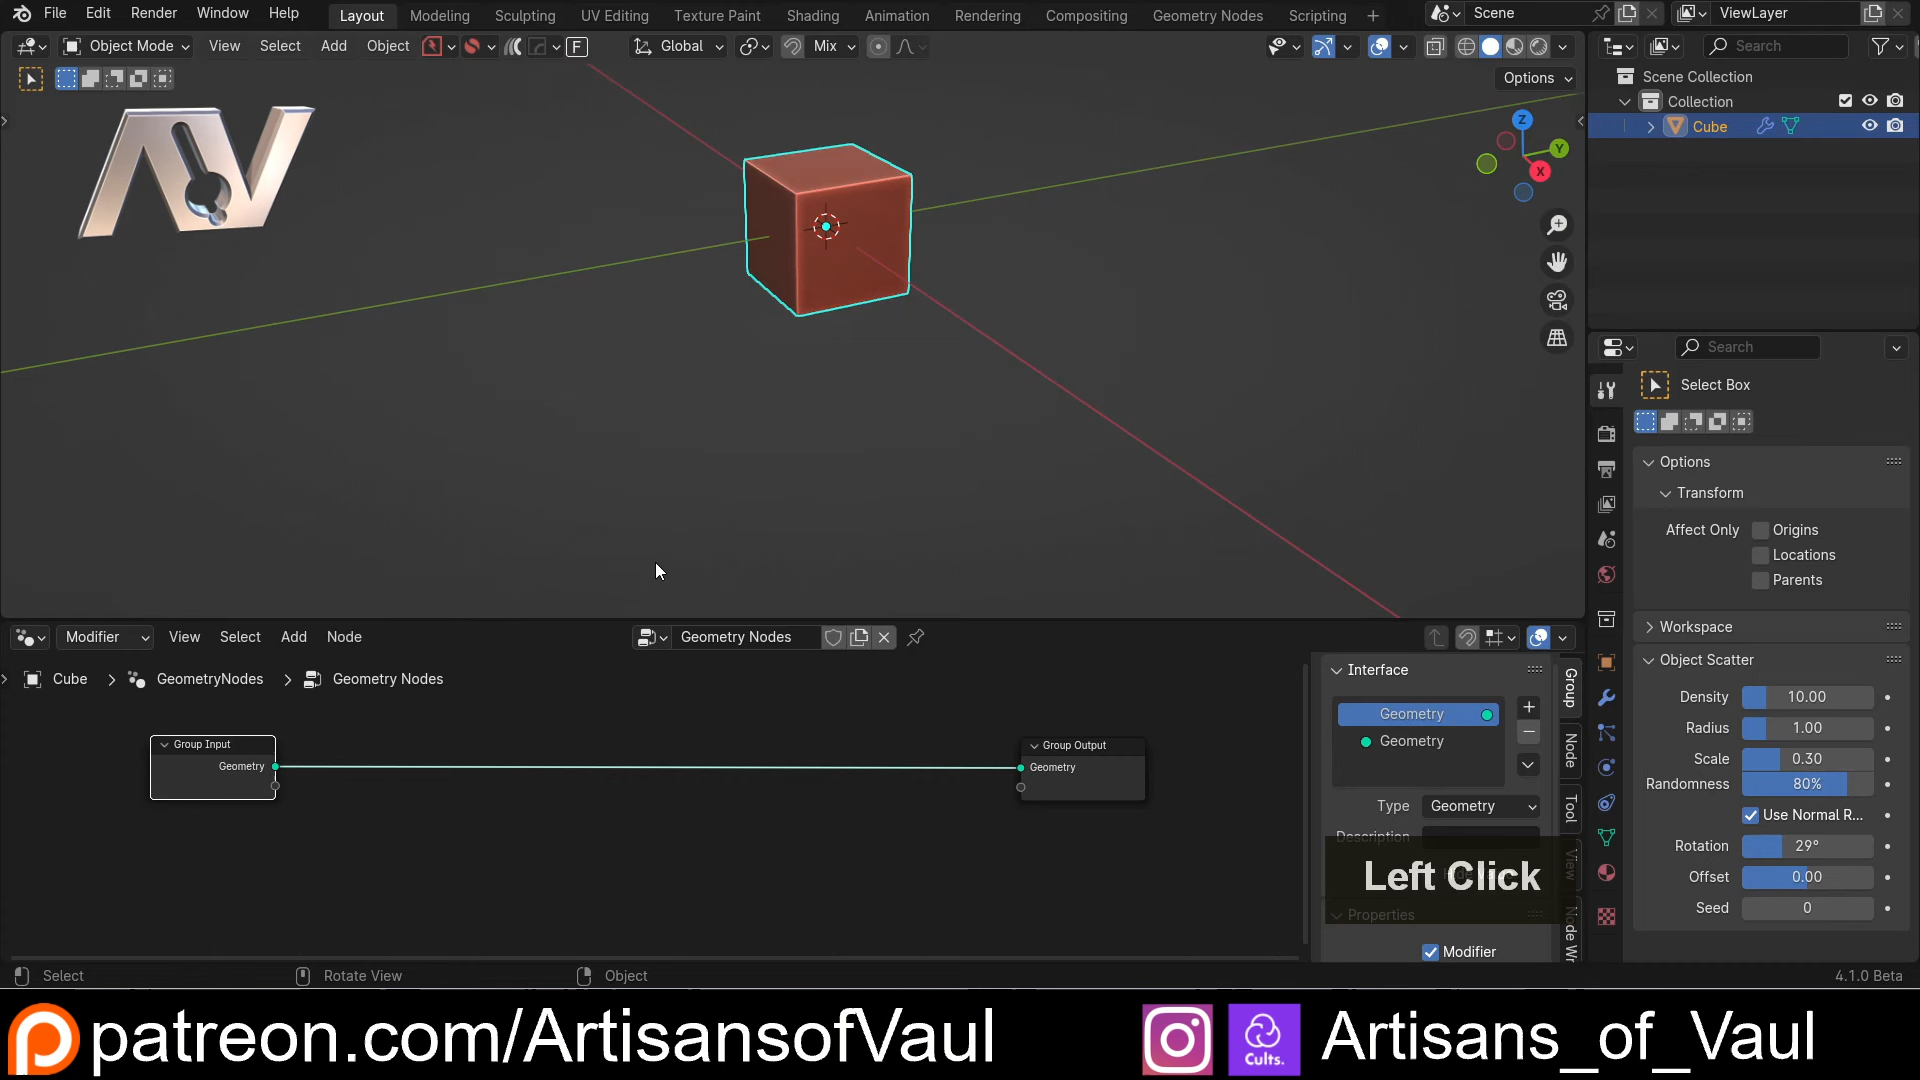 File Edit Render Window Help Layout Modeling Sculpting UV Editing Texture Paint Shading Animation Rendering Compositing Geometry Nodes Scripting + Scene ViewLayer
Object Mode View Select Add Object F Global Mix Search
Options
Z
Y
X
Scene Collection
Collection
Cube
Search
Select Box
Options
Transform
Affect Only Origins
Locations
Parents
Workspace
Object Scatter
Density 10.00
Radius 1.00
Scale 0.30
Randomness 80%
Use Normal R...
Rotation 29°
Offset 0.00
Seed 0
Modifier View Select Add Node Geometry Nodes
Cube > GeometryNodes > Geometry Nodes
Group Input
Geometry
Group Output
Geometry
Interface
Geometry
Geometry
Type Geometry
Description
Left Click
Properties
Modifier
Group
Node
Tool
View
Node Wr
Select Rotate View Object 4.1.0 Beta
patreon.com/ArtisansofVaul Cults. Artisans_of_Vaul